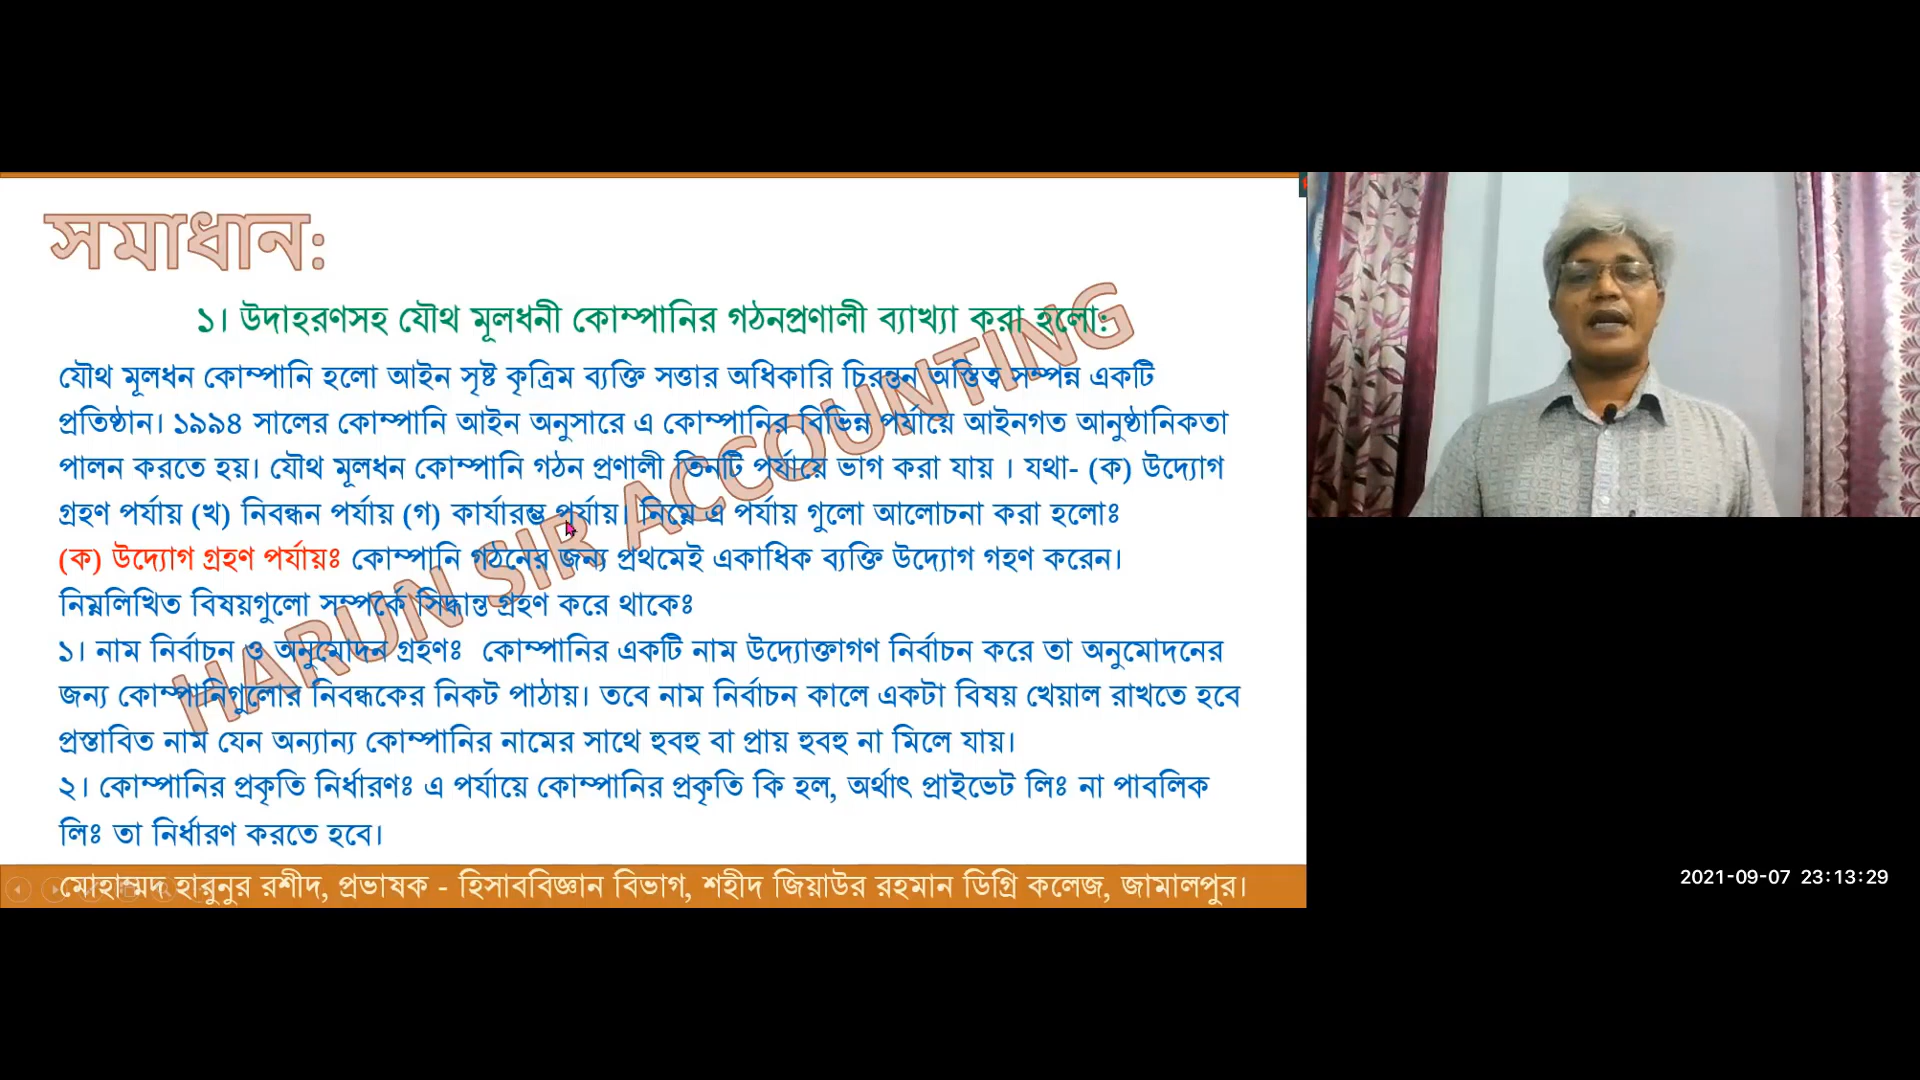 সমাধান:
১। উদাহরণসহ যৌথ মূলধনী কোম্পানির গঠনপ্রণালী ব্যাখ্যা করা হলো:
যৌথ মূলধন কোম্পানি হলো আইন সৃষ্ট কৃত্রিম ব্যক্তি সত্তার অধিকারি চিরন্তন অস্তিত্ব সম্পন্ন একটি
প্রতিষ্ঠান। ১৯৯৪ সালের কোম্পানি আইন অনুসারে এ কোম্পানির বিভিন্ন পর্যায়ে আইনগত আনুষ্ঠানিকতা
পালন করতে হয়। যৌথ মূলধন কোম্পানি গঠন প্রণালী তিনটি পর্যায়ে ভাগ করা যায় । যথা- (ক) উদ্যোগ
গ্রহণ পর্যায় (খ) নিবন্ধন পর্যায় (গ) কার্যারম্ভ পর্যায়। নিম্নে এ পর্যায় গুলো আলোচনা করা হলোঃ
(ক) উদ্যোগ গ্রহণ পর্যায়ঃ কোম্পানি গঠনের জন্য প্রথমেই একাধিক ব্যক্তি উদ্যোগ গহণ করেন।
নিম্নলিখিত বিষয়গুলো সম্পর্কে সিদ্ধান্ত গ্রহণ করে থাকেঃ
১। নাম নির্বাচন ও অনুমোদন গ্রহণঃ কোম্পানির একটি নাম উদ্যোক্তাগণ নির্বাচন করে তা অনুমোদনের
জন্য কোম্পানিগুলোর নিবন্ধকের নিকট পাঠায়। তবে নাম নির্বাচন কালে একটা বিষয় খেয়াল রাখতে হবে
প্রস্তাবিত নাম যেন অন্যান্য কোম্পানির নামের সাথে হুবহু বা প্রায় হুবহু না মিলে যায়।
২। কোম্পানির প্রকৃতি নির্ধারণঃ এ পর্যায়ে কোম্পানির প্রকৃতি কি হল, অর্থাৎ প্রাইভেট লিঃ না পাবলিক
লিঃ তা নির্ধারণ করতে হবে।
HARUN SIR ACCOUNTING
মোহাম্মদ হারুনুর রশীদ, প্রভাষক - হিসাববিজ্ঞান বিভাগ, শহীদ জিয়াউর রহমান ডিগ্রি কলেজ, জামালপুর।
2021-09-07 23:13:29